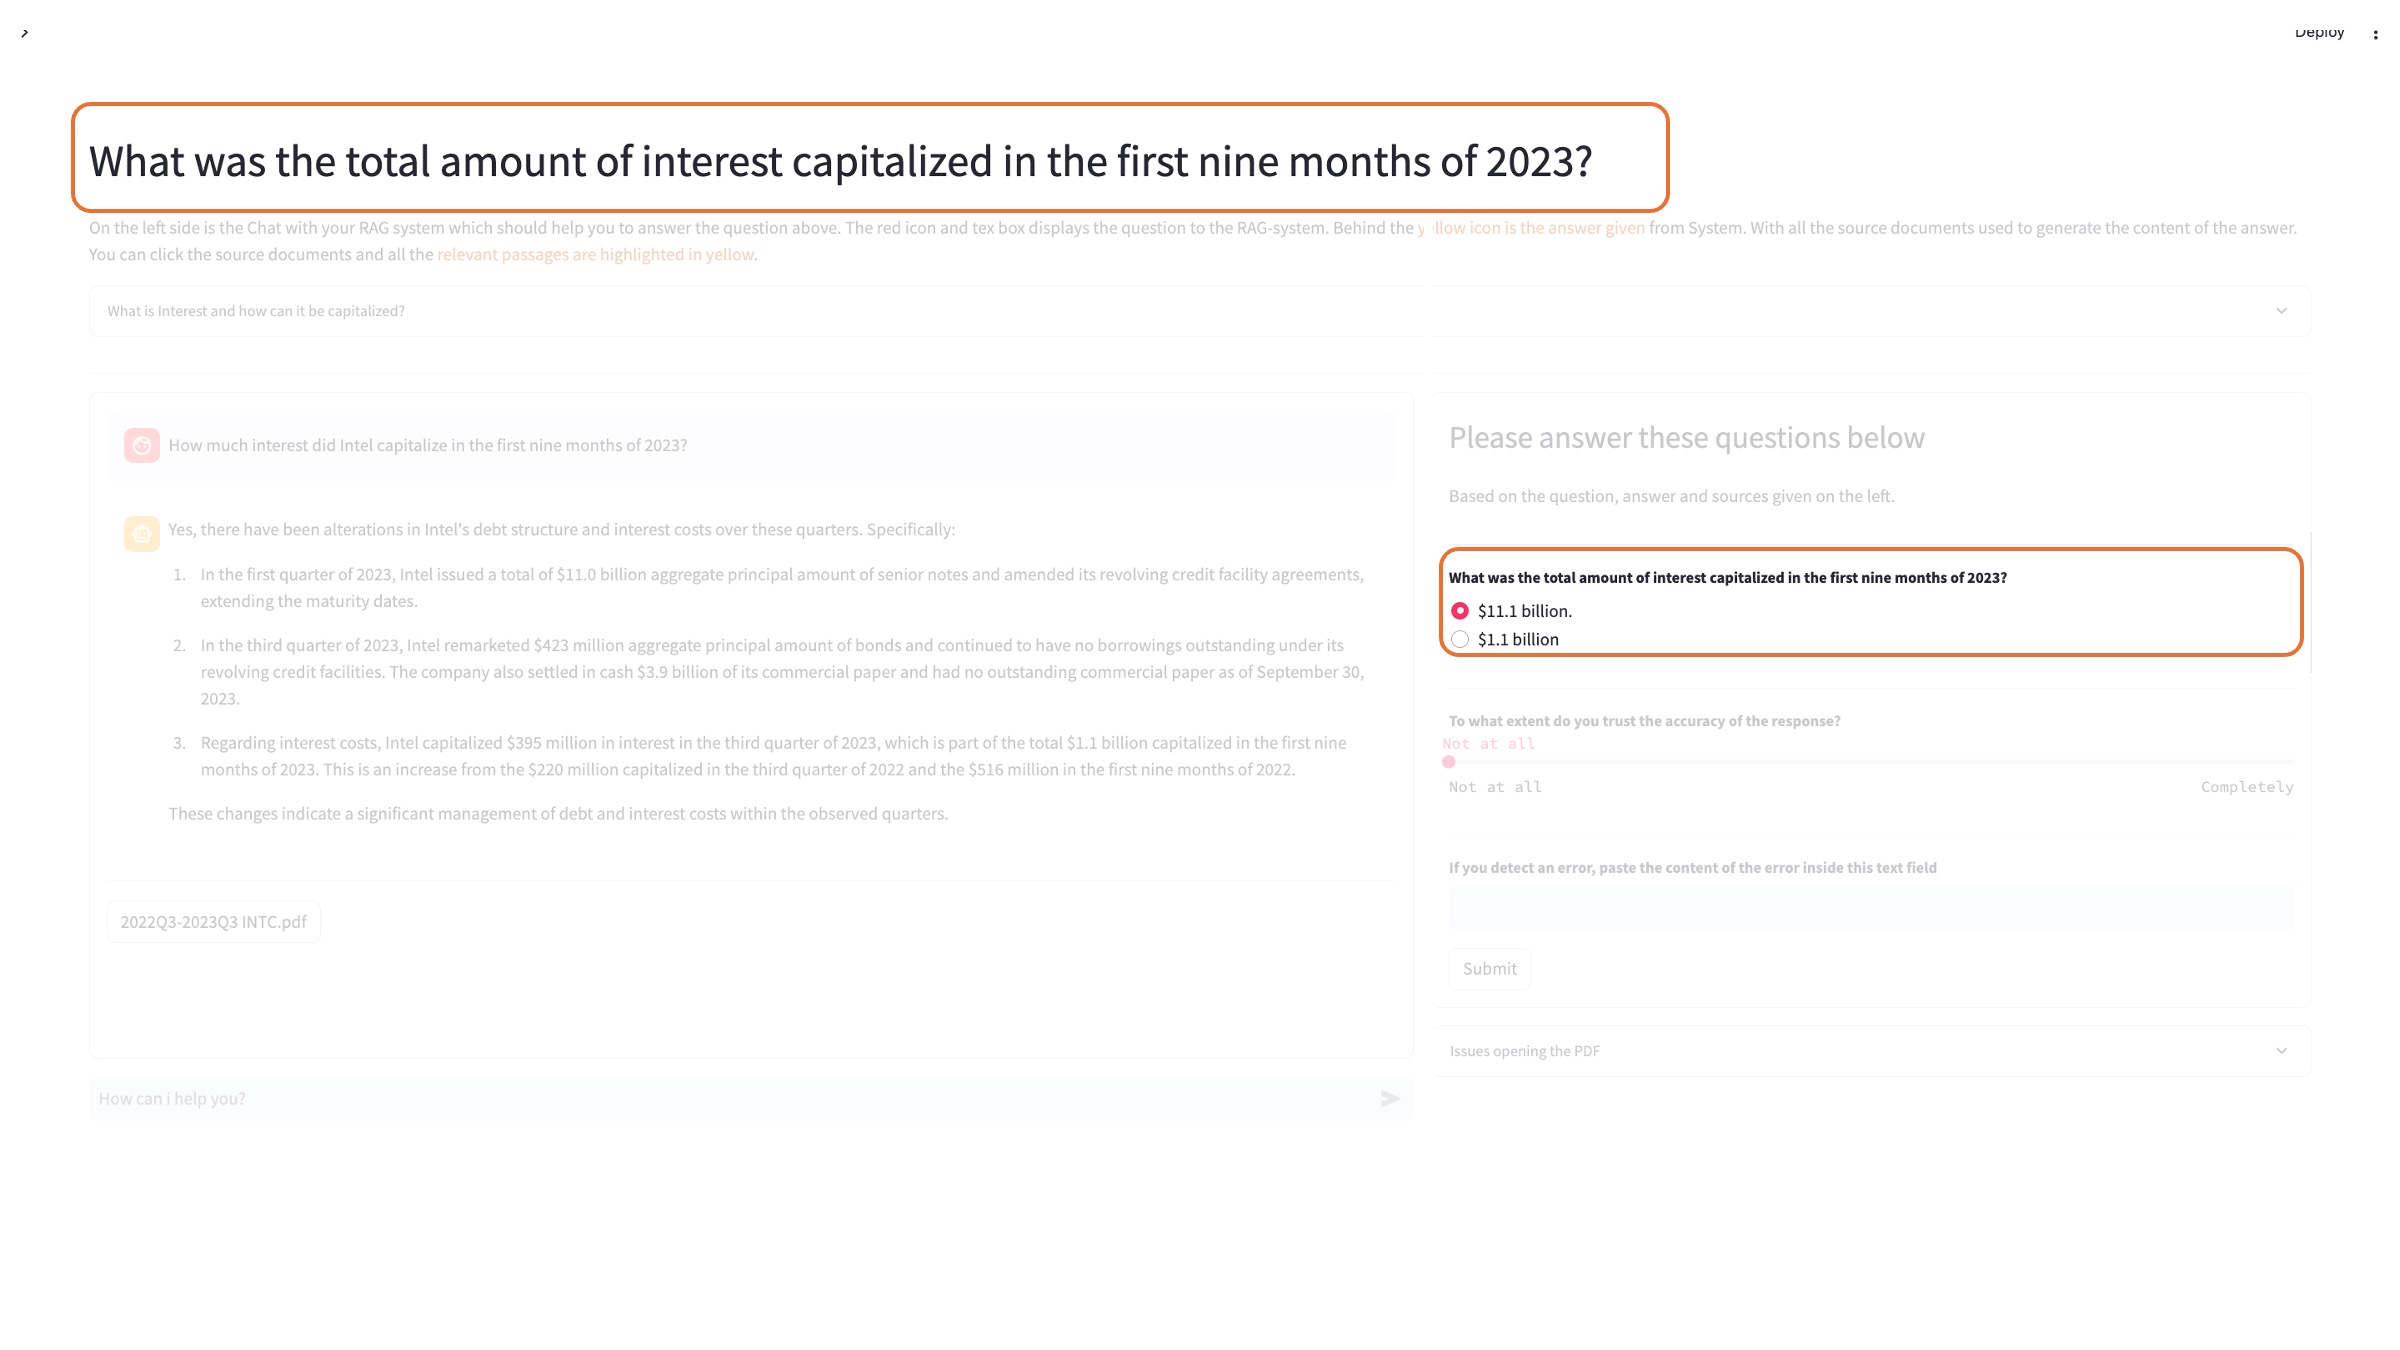 Deploy
What was the total amount of interest capitalized in the first nine months of 2023?
On the left side is the Chat with your RAG system which should help you to answer the question above. The red icon and tex box displays the question to the RAG-system. Behind the yellow icon is the answer given from System. With all the source documents used to generate the content of the answer.
You can click the source documents and all the relevant passages are highlighted in yellow.
What is Interest and how can it be capitalized?
How much interest did Intel capitalize in the first nine months of 2023?
Yes, there have been alterations in Intel's debt structure and interest costs over these quarters. Specifically:
1. In the first quarter of 2023, Intel issued a total of $11.0 billion aggregate principal amount of senior notes and amended its revolving credit facility agreements,
extending the maturity dates.
2. In the third quarter of 2023, Intel remarketed $423 million aggregate principal amount of bonds and continued to have no borrowings outstanding under its
revolving credit facilities. The company also settled in cash $3.9 billion of its commercial paper and had no outstanding commercial paper as of September 30,
2023.
3. Regarding interest costs, Intel capitalized $395 million in interest in the third quarter of 2023, which is part of the total $1.1 billion capitalized in the first nine
months of 2023. This is an increase from the $220 million capitalized in the third quarter of 2022 and the $516 million in the first nine months of 2022.
These changes indicate a significant management of debt and interest costs within the observed quarters.
2022Q3-2023Q3 INTC.pdf
How can i help you?
Please answer these questions below
Based on the question, answer and sources given on the left.
What was the total amount of interest capitalized in the first nine months of 2023?
$11.1 billion.
$1.1 billion
To what extent do you trust the accuracy of the response?
Not at all
Not at all Completely
If you detect an error, paste the content of the error inside this text field
Submit
Issues opening the PDF